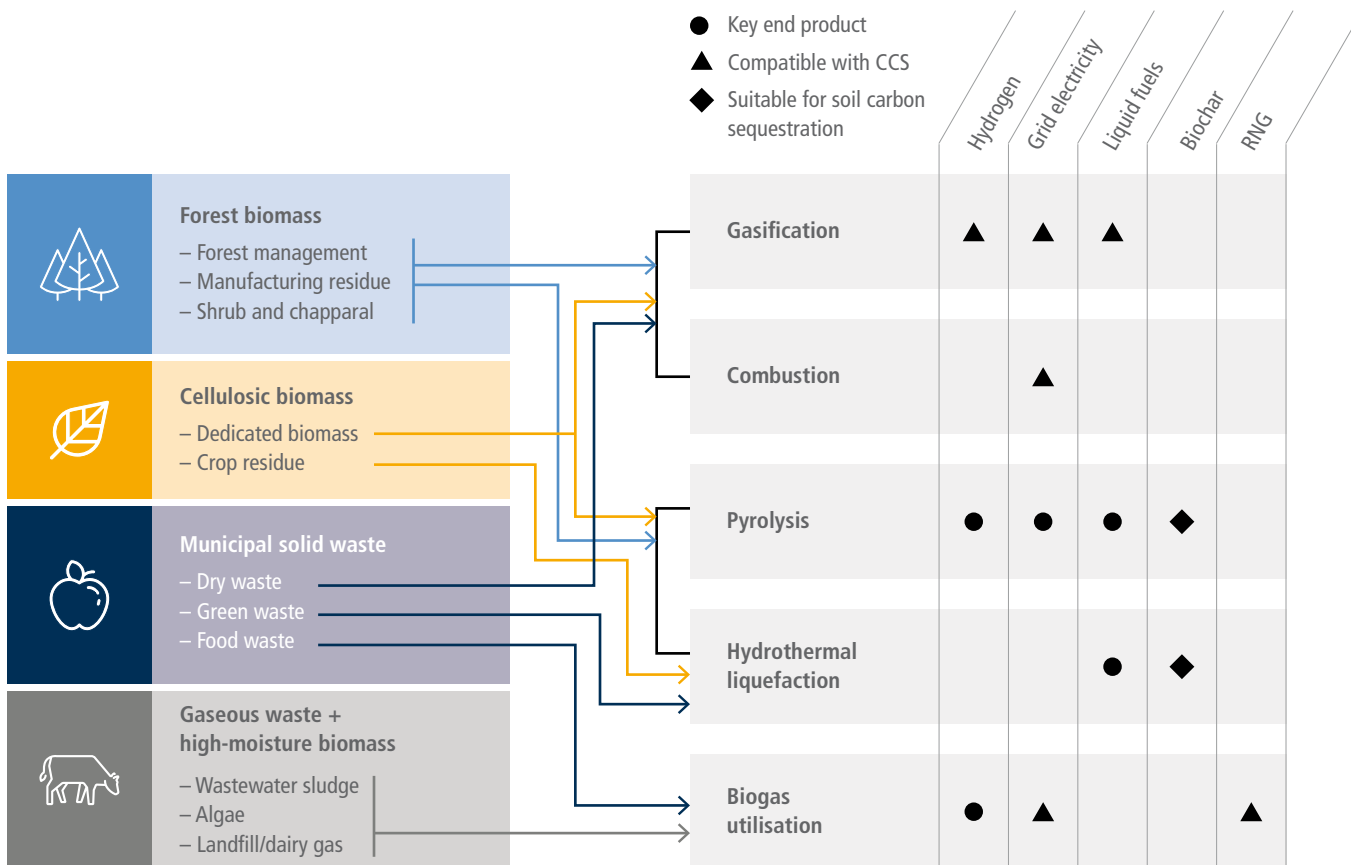 Key end product
Compatible with CCS
Suitable for soil carbon
sequestration
Hydrogen
Grid electricity
Liquid fuels
Biochar
RNG
Forest biomass
– Forest management
– Manufacturing residue
– Shrub and chapparal
Cellulosic biomass
– Dedicated biomass
– Crop residue
Municipal solid waste
– Dry waste
– Green waste
– Food waste
Gaseous waste +
high-moisture biomass
– Wastewater sludge
– Algae
– Landfill/dairy gas
Gasification
Combustion
Pyrolysis
Hydrothermal
liquefaction
Biogas
utilisation